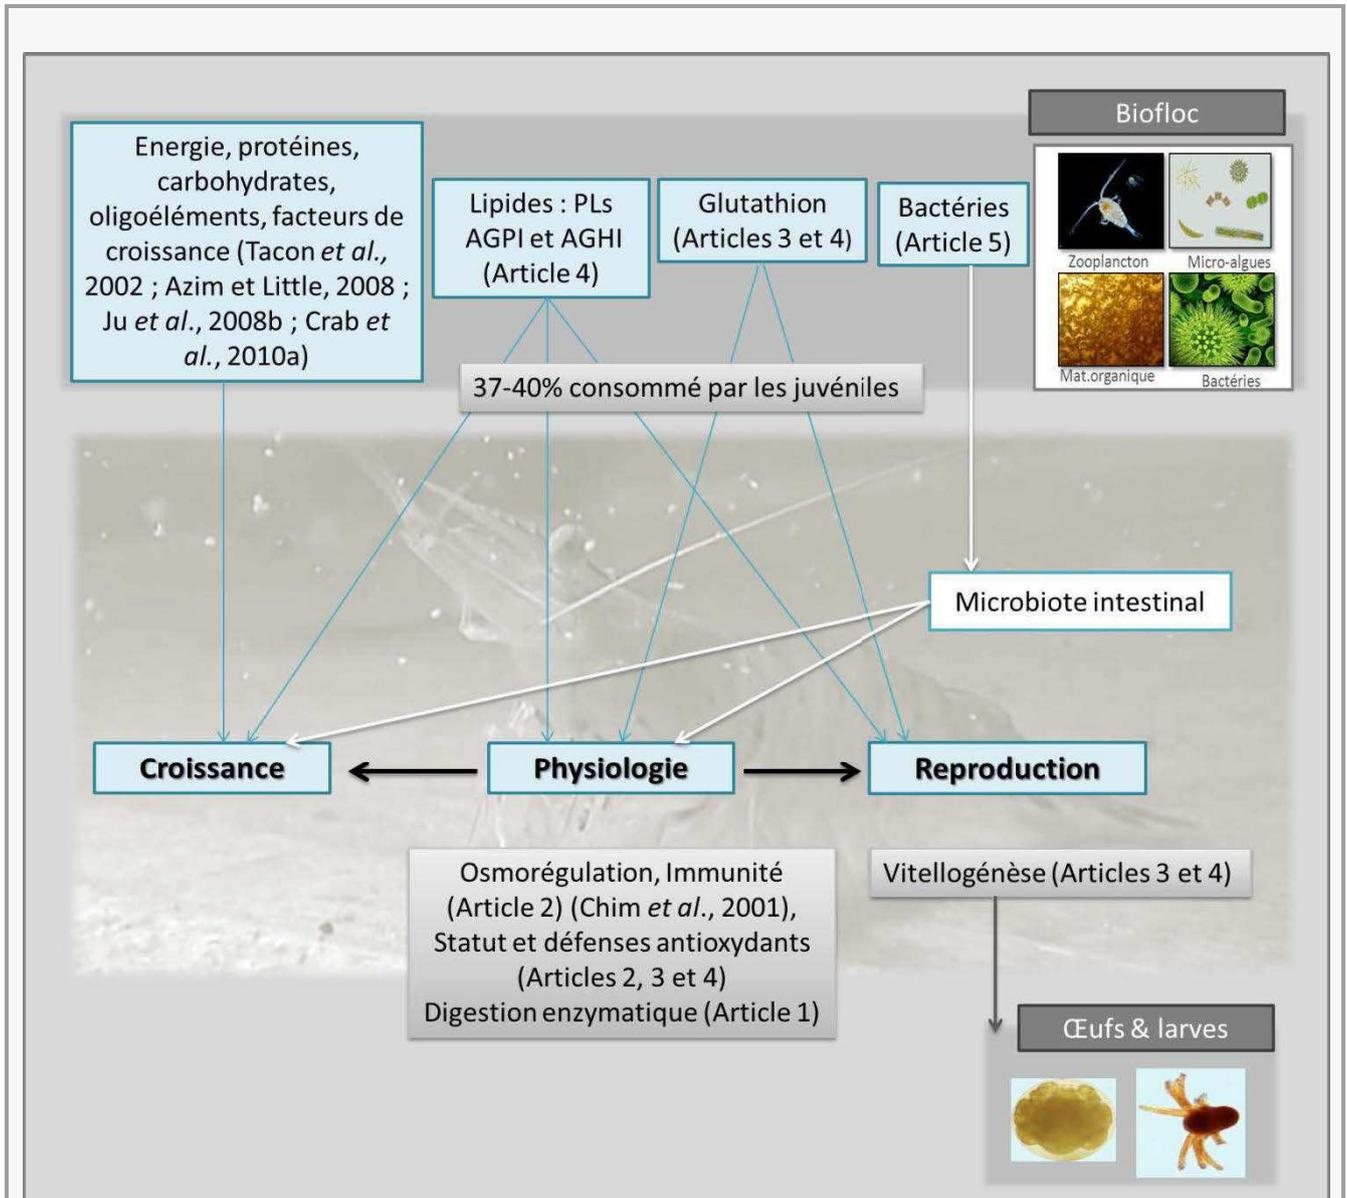 Biofloc
Energie, protéines,
carbohydrates,
oligoéléments, facteurs de
croissance (Tacon et al.,
2002 ; Azim et Little, 2008 ;
Ju et al., 2008b ; Crab et
al., 2010a)
Lipides : PLs
AGPI et AGHI
(Article 4)
Glutathion
(Articles 3 et 4)
Bactéries
(Article 5)
Zooplancton
Micro-algues
Mat.organique
Bactéries
37-40% consommé par les juvéniles
Microbiote intestinal
Croissance
Physiologie
Reproduction
Osmorégulation, Immunité
(Article 2) (Chim et al., 2001),
Statut et défenses antioxydants
(Articles 2, 3 et 4)
Digestion enzymatique (Article 1)
Vitellogénèse (Articles 3 et 4)
Œufs & larves